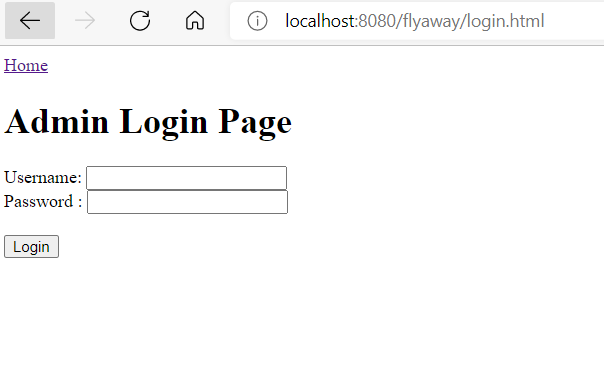 localhost:8080/flyaway/login.html
Home
Admin Login Page
Username:
Password :
Login